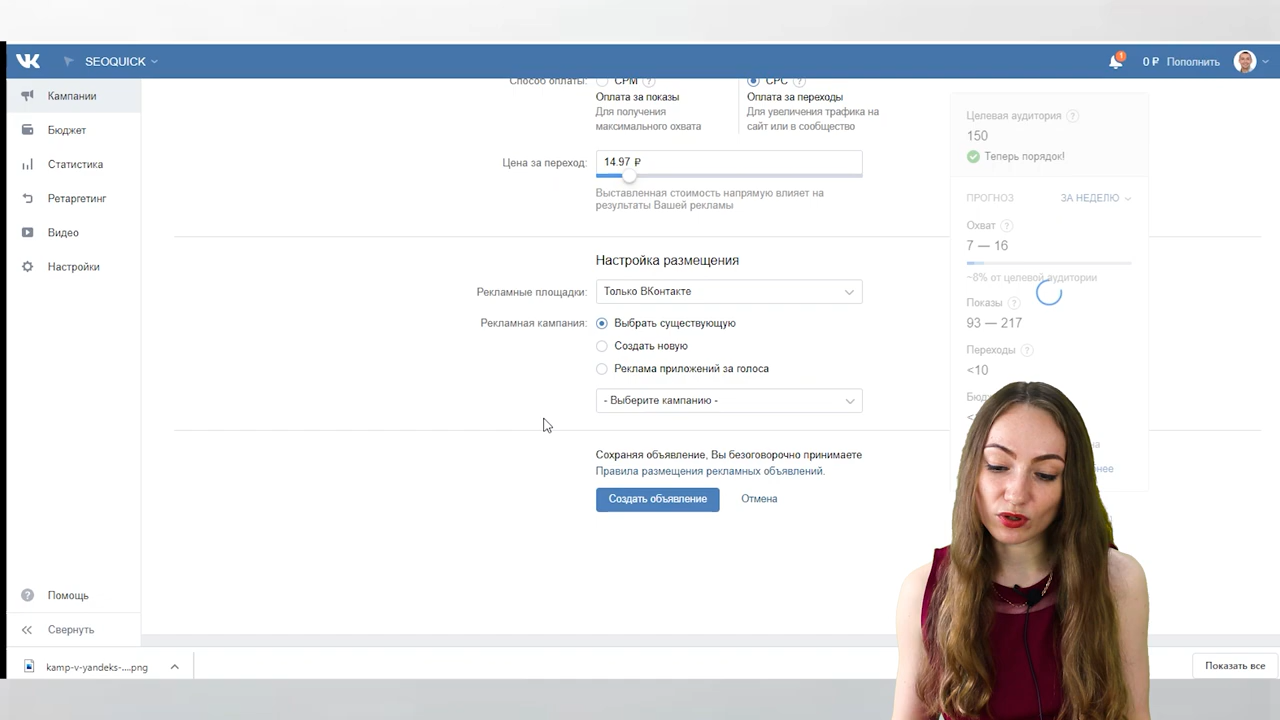 SEOQUICK
1
0 ₽ Пополнить
Кампании
Бюджет
Статистика
Ретаргетинг
Видео
Настройки
Помощь
Свернуть
Способ оплаты:
CPM ?
Оплата за показы
Для получения
максимального охвата
CPC ?
Оплата за переходы
Для увеличения трафика на
сайт или в сообщество
Цена за переход:
14.97 ₽
Выставленная стоимость напрямую влияет на
результаты Вашей рекламы
Настройка размещения
Рекламные площадки:
Только ВКонтакте
Рекламная кампания:
Выбрать существующую
Создать новую
Реклама приложений за голоса
- Выберите кампанию -
Сохраняя объявление, Вы безоговорочно принимаете
Правила размещения рекламных объявлений.
Создать объявление
Отмена
Целевая аудитория ?
150
Теперь порядок!
ПРОГНОЗ ЗА НЕДЕЛЮ
Охват ?
7 — 16
~8% от целевой аудитории
Показы ?
93 — 217
Переходы ?
<10
kamp-v-yandeks-....png
Показать все